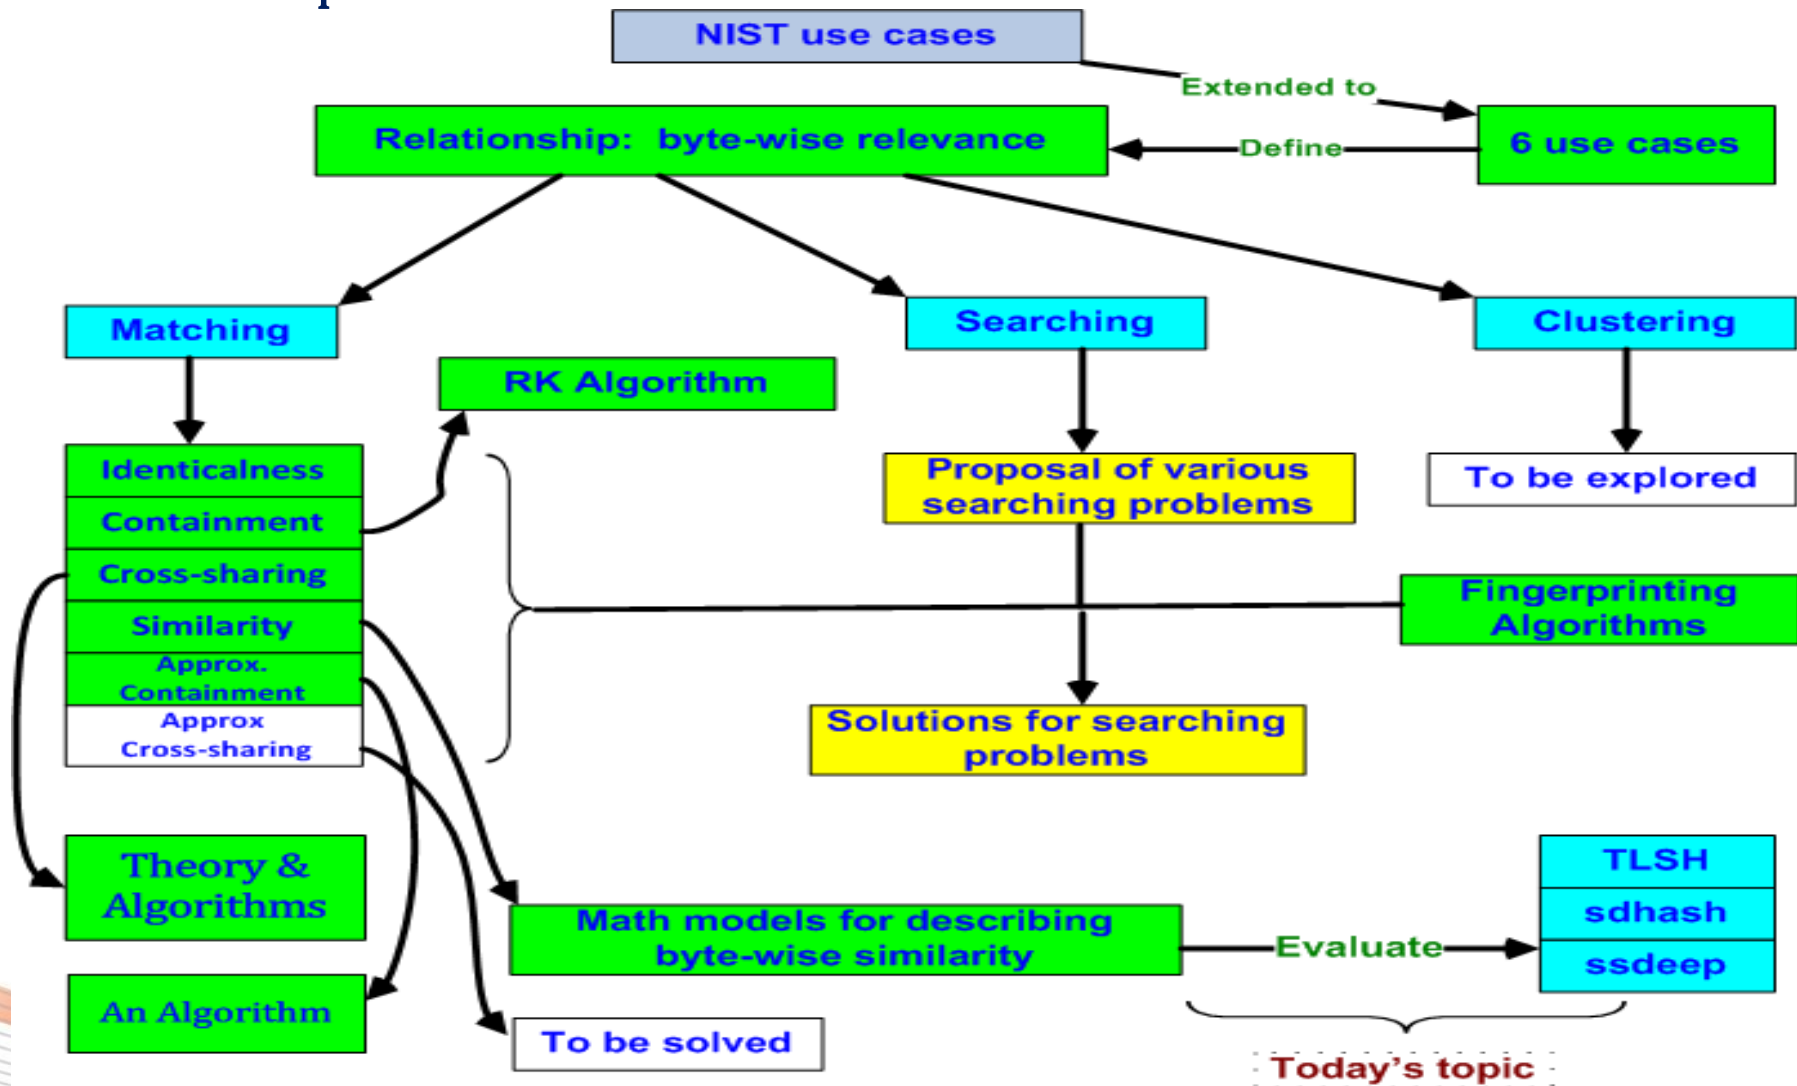 NIST use cases
Extended to
Relationship:  byte-wise relevance
Define
6 use cases
Matching
Searching
Clustering
RK Algorithm
Identicalness
Containment
Cross-sharing
Similarity
Approx.
Containment
Approx
Cross-sharing
Proposal of various
searching problems
To be explored
Fingerprinting
Algorithms
Solutions for searching
problems
Theory &
Algorithms
An Algorithm
Math models for describing
byte-wise similarity
Evaluate
TLSH
sdhash
ssdeep
To be solved
Today's topic